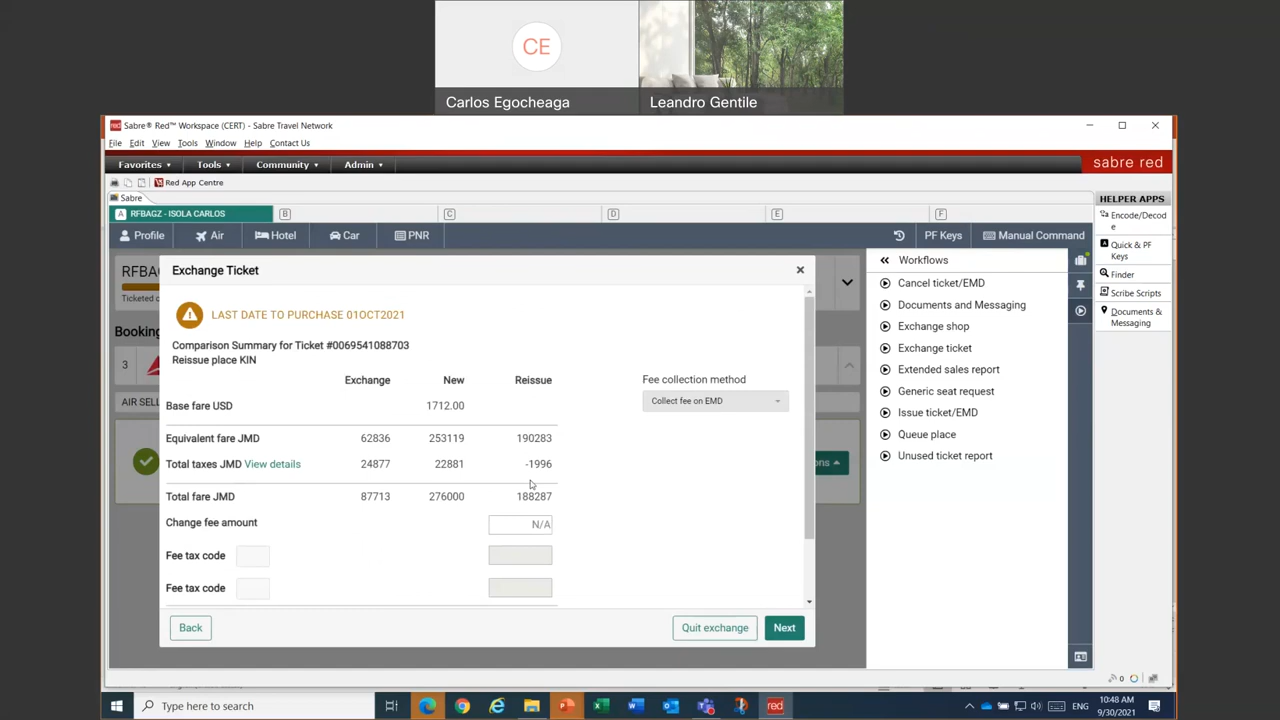 CE
Carlos Egocheaga
Leandro Gentile
red Sabre® Red™ Workspace (CERT) - Sabre Travel Network
File Edit View Tools Window Help Contact Us
Favorites Tools Community Admin
sabre red
Red App Centre
Sabre
HELPER APPS
A RFBAGZ - ISOLA CARLOS B C D E F
Encode/Decod
e
Profile Air Hotel Car PNR PF Keys Manual Command
Quick & PF
Keys
Finder
Scribe Scripts
Documents &
Messaging
Workflows
Cancel ticket/EMD
Documents and Messaging
Exchange shop
Exchange ticket
Extended sales report
Generic seat request
Issue ticket/EMD
Queue place
Unused ticket report
RFBAG
Ticketed
Booking
3
AIR SELL
ons
Exchange Ticket
LAST DATE TO PURCHASE 01OCT2021
Comparison Summary for Ticket #0069541088703
Reissue place KIN
Exchange New Reissue
Fee collection method
Collect fee on EMD
Base fare USD 1712.00
Equivalent fare JMD 62836 253119 190283
Total taxes JMD View details 24877 22881 -1996
Total fare JMD 87713 276000 188287
Change fee amount N/A
Fee tax code
Fee tax code
Back Quit exchange Next
0
Type here to search
red
ENG
10:48 AM
9/30/2021